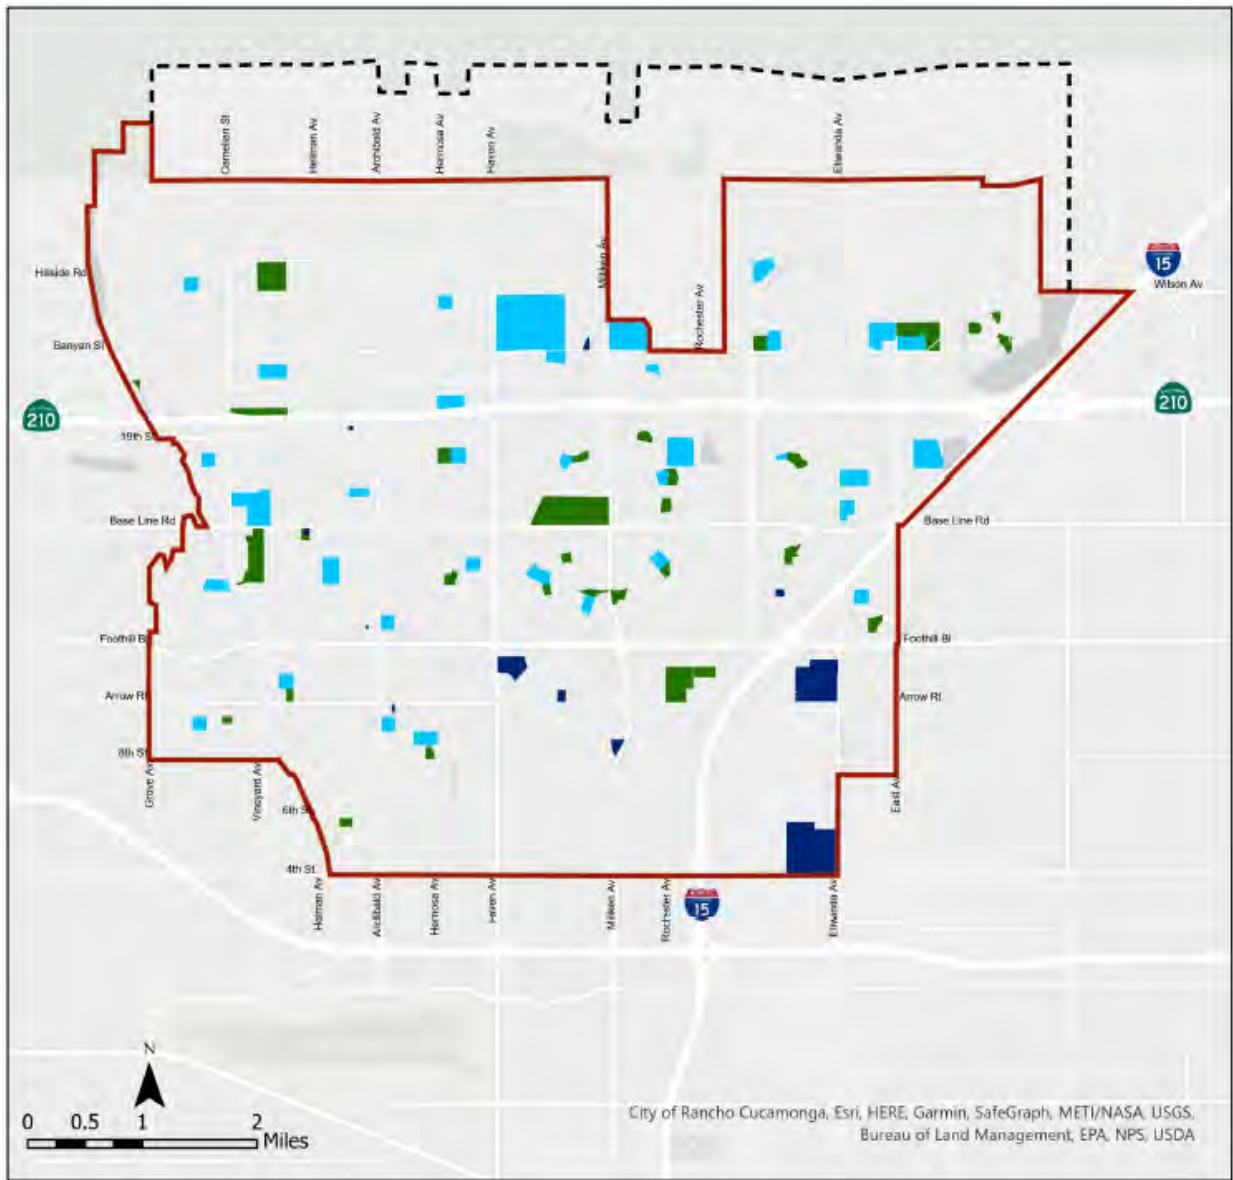 Carnelian St
Hellman Av
Archibald Av
Hermosa Av
Haven Av
Etiwanda Av
Milliken Av
Hillside Rd
15
Wilson Av
Rochester Av
Banyan St
210
210
19th St
Base Line Rd
Base Line Rd
Foothill Bl
Foothill Bl
Arrow Rt
Arrow Rt
8th St
Grove Av
Vineyard Av
East Av
6th St
4th St
Hellman Av
Archibald Av
Hermosa Av
Haven Av
Milliken Av
Rochester Av
15
Etiwanda Av
N
0 0.5 1 2
Miles
City of Rancho Cucamonga, Esri, HERE, Garmin, SafeGraph, METI/NASA, USGS,
Bureau of Land Management, EPA, NPS, USDA